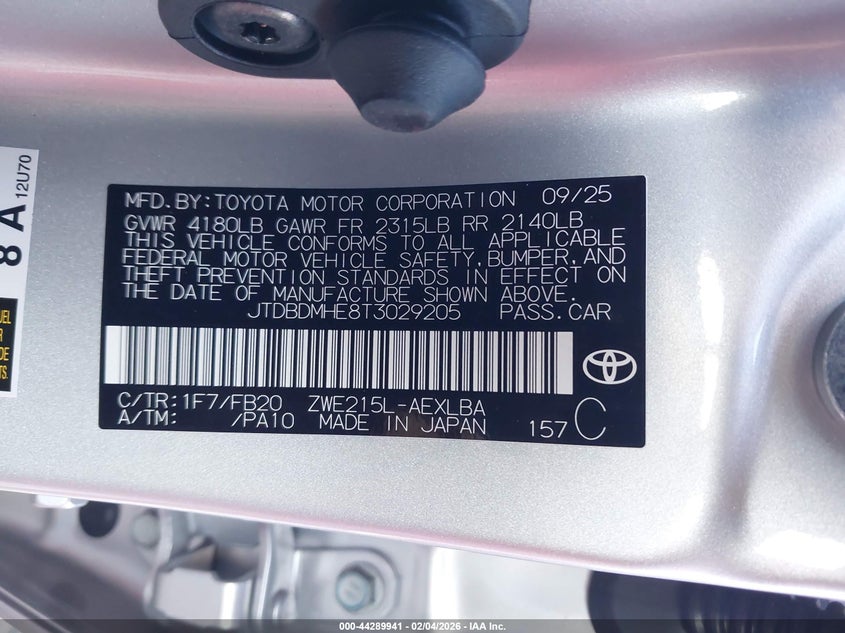 MFD.BY:TOYOTA MOTOR CORPORATION 09/25
GVWR 4180LB GAWR FR 2315LB RR 2140LB
THIS VEHICLE CONFORMS TO ALL APPLICABLE
FEDERAL MOTOR VEHICLE SAFETY,BUMPER,AND
THEFT PREVENTION STANDARDS IN EFFECT ON
THE DATE OF MANUFACTURE SHOWN ABOVE.
JTDBDMHE8T3029205 PASS.CAR
C/TR:1F7/FB20 ZWE215L-AEXLBA
A/TM: /PA10 MADE IN JAPAN 157 C
8 A
12U70
000-44289941 - 02/04/2026 - IAA Inc.